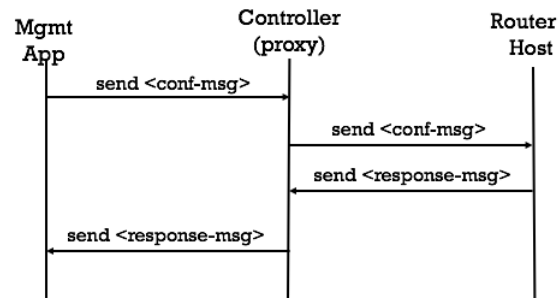 Mgmt
App
Controller
(proxy)
Router
Host
send <conf-msg>
send <conf-msg>
send <response-msg>
send <response-msg>